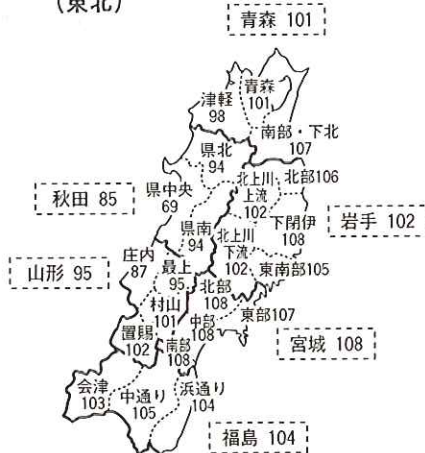 (東北)
青森 101
青森
101
津軽
98
南部・下北
107
県北
94
北上川
上流
102
北部106
秋田 85
県中央
69
下閉伊
108
岩手 102
県南
94
北上川
下流
102
東南部105
庄内
87
最上
95
山形 95
北部
108
村山
101
中部
108
東部107
置賜
102
南部
108
宮城 108
会津
103
中通り
105
浜通り
104
福島 104